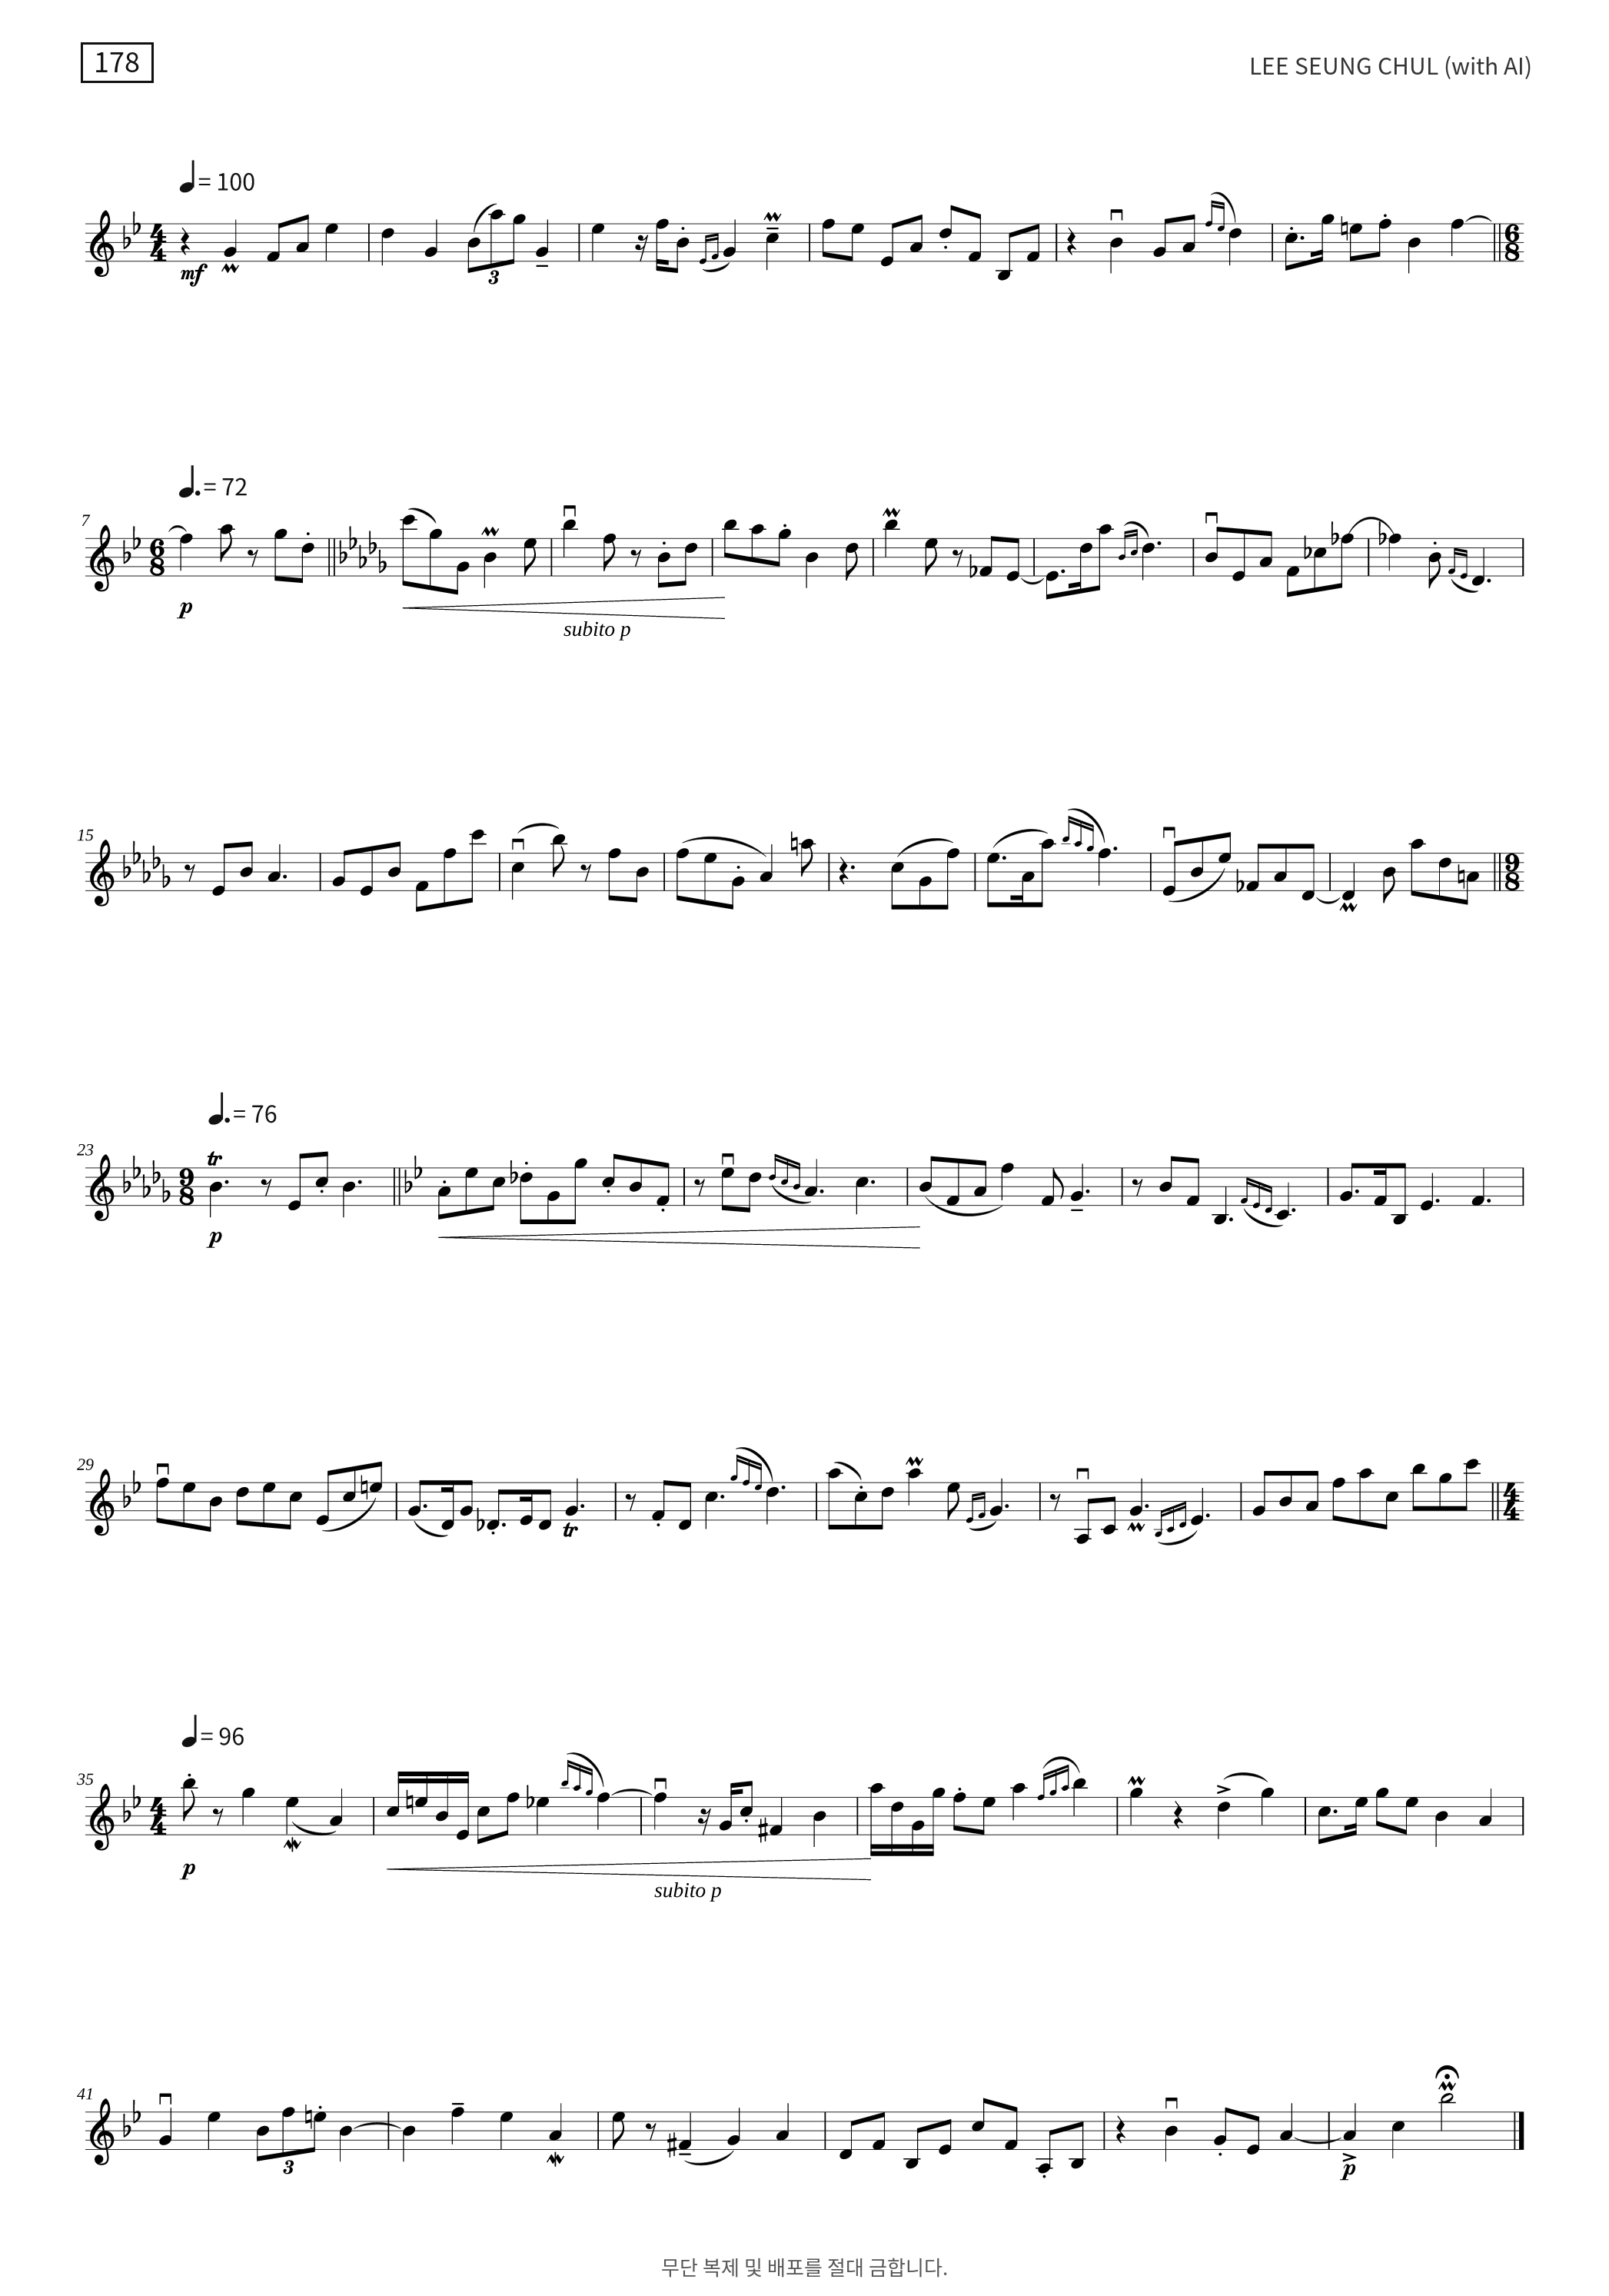 178
LEE SEUNG CHUL (with AI)
= 100
mf
3
7
= 72
p
subito p
15
23
= 76
tr
p
29
tr
35
= 96
p
subito p
41
3
p
무단 복제 및 배포를 절대 금합니다.